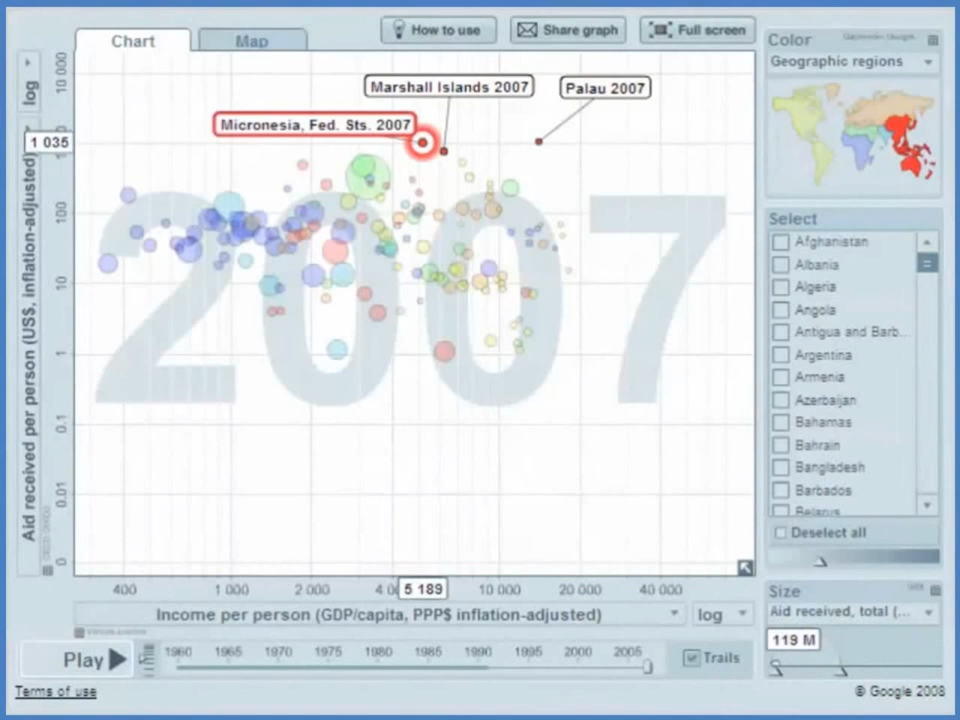 Chart
Map
How to use
Share graph
Full screen
Color
Geographic regions
log
10 000
1 035
100
10
1
0.1
0.01
0
Aid received per person (US$, inflation-adjusted)
Marshall Islands 2007
Palau 2007
Micronesia, Fed. Sts. 2007
2007
Select
Afghanistan
Albania
Algeria
Angola
Antigua and Barb...
Argentina
Armenia
Azerbaijan
Bahamas
Bahrain
Bangladesh
Barbados
Belarus
Deselect all
400
1 000
2 000
4 0
5 189
10 000
20 000
40 000
Income per person (GDP/capita, PPP$ inflation-adjusted)
log
Size
Aid received, total (...
119 M
Play
1960
1965
1970
1975
1980
1985
1990
1995
2000
2005
Trails
Terms of use
© Google 2008